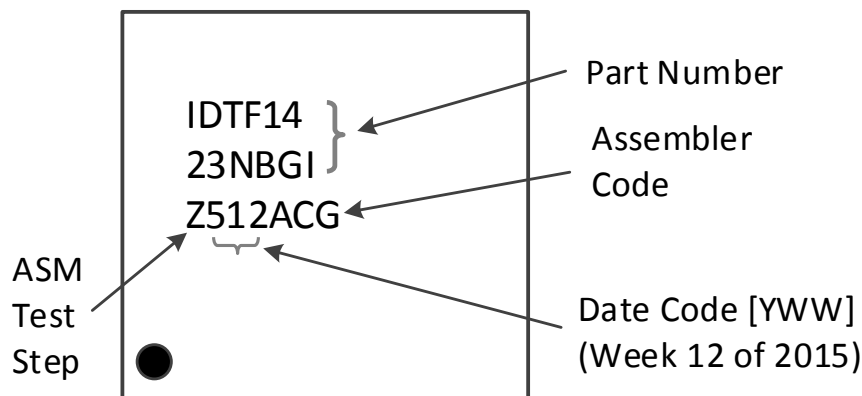 IDTF14
23NBGI
Z512ACG
Part Number
Assembler
Code
ASM
Test
Step
Date Code [YWW]
(Week 12 of 2015)